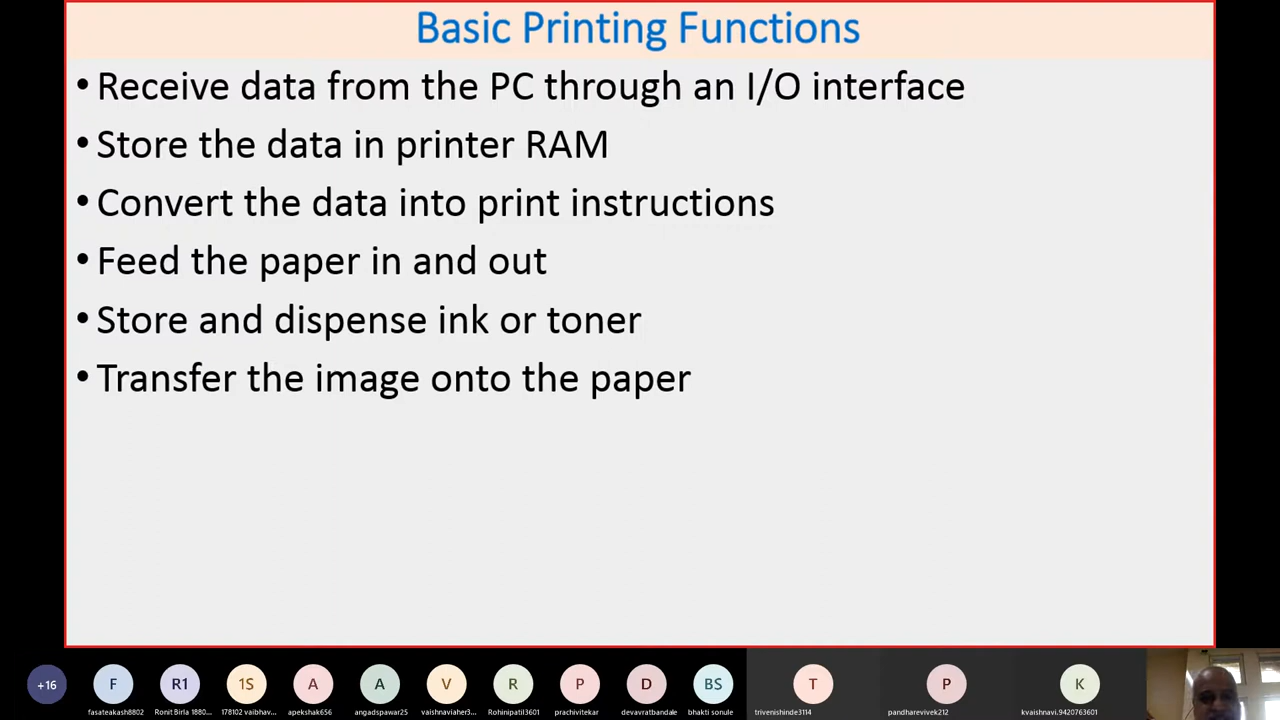 Basic Printing Functions
• Receive data from the PC through an I/O interface
• Store the data in printer RAM
• Convert the data into print instructions
• Feed the paper in and out
• Store and dispense ink or toner
• Transfer the image onto the paper
+16 F R1 1S A A V R P D BS T P K
fasateakash8802 Ronit Birla 1880... 178102 vaibhav... apekshak656 angadspawar25 vaishnaviaher3... Rohinipatil3601 prachivitekar devavratbandale bhakti sonule trivenishinde3114 pandharevivek212 kvaishnavi.9420763601